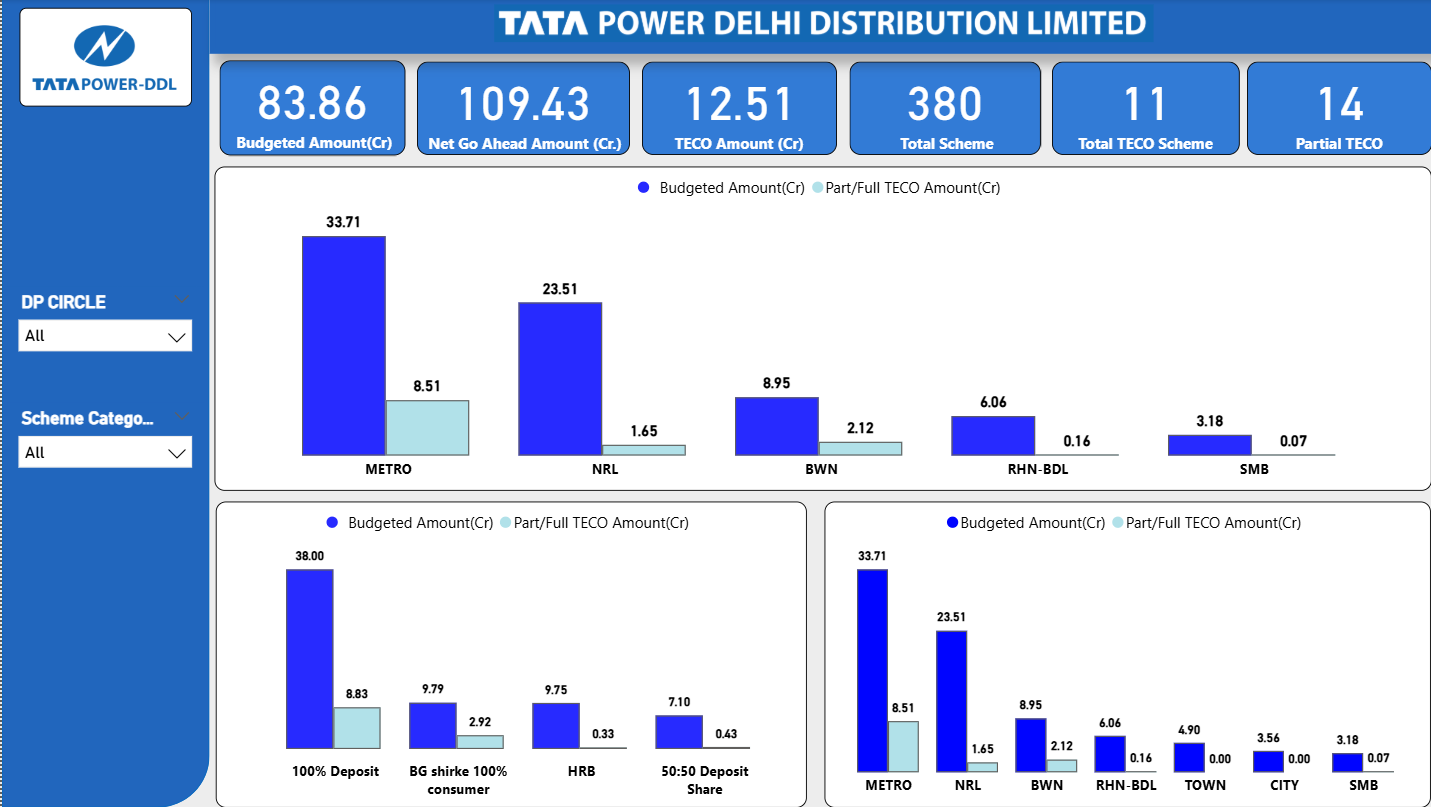 TATA POWER DELHI DISTRIBUTION LIMITED
TATA POWER-DDL
83.86
Budgeted Amount(Cr)
109.43
Net Go Ahead Amount (Cr.)
12.51
TECO Amount (Cr)
380
Total Scheme
11
Total TECO Scheme
14
Partial TECO
DP CIRCLE
All
Scheme Catego...
All
Budgeted Amount(Cr) Part/Full TECO Amount(Cr)
33.71
8.51
23.51
1.65
8.95
2.12
6.06
0.16
3.18
0.07
METRO NRL BWN RHN-BDL SMB
Budgeted Amount(Cr) Part/Full TECO Amount(Cr)
38.00
8.83
9.79
2.92
9.75
0.33
7.10
0.43
100% Deposit
BG shirke 100%
consumer
HRB
50:50 Deposit
Share
Budgeted Amount(Cr) Part/Full TECO Amount(Cr)
33.71
8.51
23.51
1.65
8.95
2.12
6.06
0.16
4.90
0.00
3.56
0.00
3.18
0.07
METRO NRL BWN RHN-BDL TOWN CITY SMB